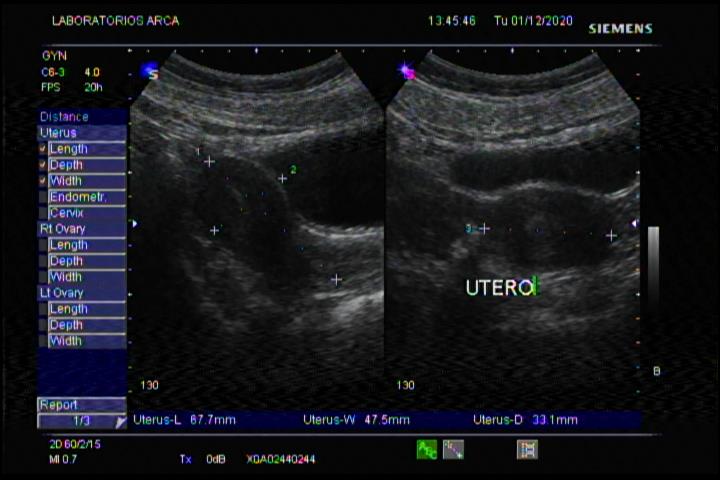 LABORATORIOS ARCA
13:45:46 Tu 01/12/2020
SIEMENS
GYN
C6-3 4.0
FPS 20h
Distance
Uterus
Length
Depth
Width
Endometr.
Cervix
Rt Ovary
Length
Depth
Width
Lt Ovary
Length
Depth
Width
Report
1/3
S
1
2
130
S
3
UTERO
130
B
Uterus-L 67.7mm Uterus-W 47.5mm Uterus-D 33.1mm
2D 60/2/15
MI 0.7
Tx 0dB X0A02440244
ABC